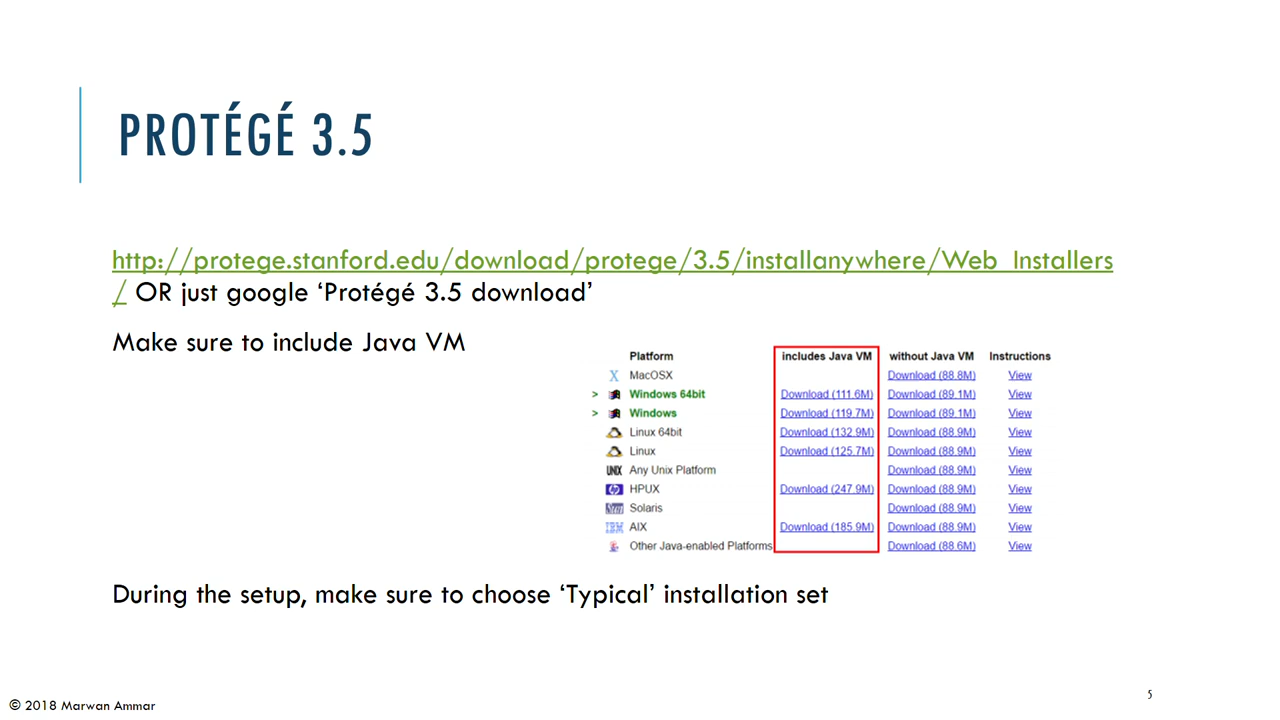 PROTÉGÉ 3.5
http://protege.stanford.edu/download/protege/3.5/installanywhere/Web_Installers
/ OR just google ‘Protégé 3.5 download’
Make sure to include Java VM
Platform includes Java VM without Java VM Instructions
X MacOSX Download (88.8M) View
> Windows 64bit Download (111.6M) Download (89.1M) View
> Windows Download (119.7M) Download (89.1M) View
Linux 64bit Download (132.9M) Download (88.9M) View
Linux Download (125.7M) Download (88.9M) View
UNIX Any Unix Platform Download (88.9M) View
hp HPUX Download (247.9M) Download (88.9M) View
Solaris Download (88.9M) View
IBM AIX Download (185.9M) Download (88.9M) View
Other Java-enabled Platforms Download (88.6M) View
During the setup, make sure to choose ‘Typical’ installation set
5
© 2018 Marwan Ammar